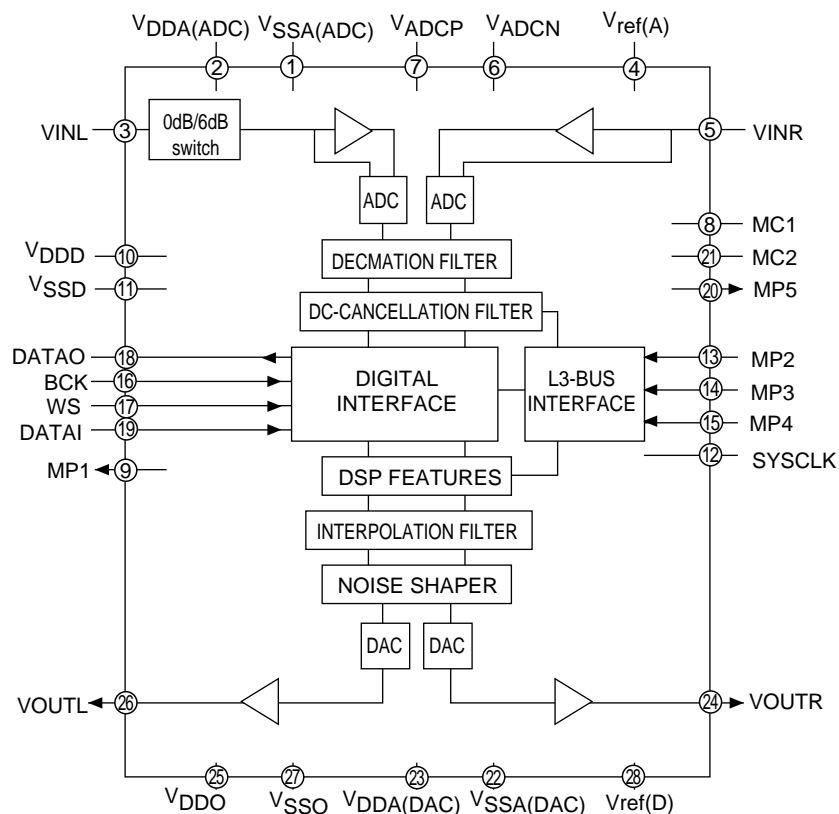 VDDA(ADC) VSSA(ADC) VADCP VADCN Vref(A)
2 1 7 6 4
VINL 3 0dB/6dB switch 5 VINR
ADC ADC
8 MC1
VDDD 10 DECMATION FILTER 21 MC2
VSSD 11 20 MP5
DC-CANCELLATION FILTER
DATAO 18 13 MP2
BCK 16 DIGITAL INTERFACE L3-BUS INTERFACE 14 MP3
WS 17 15 MP4
DATAI 19 12 SYSCLK
MP1 9 DSP FEATURES
INTERPOLATION FILTER
NOISE SHAPER
DAC DAC
VOUTL 26 24 VOUTR
25 27 23 22 28
VDDO VSSO VDDA(DAC) VSSA(DAC) Vref(D)